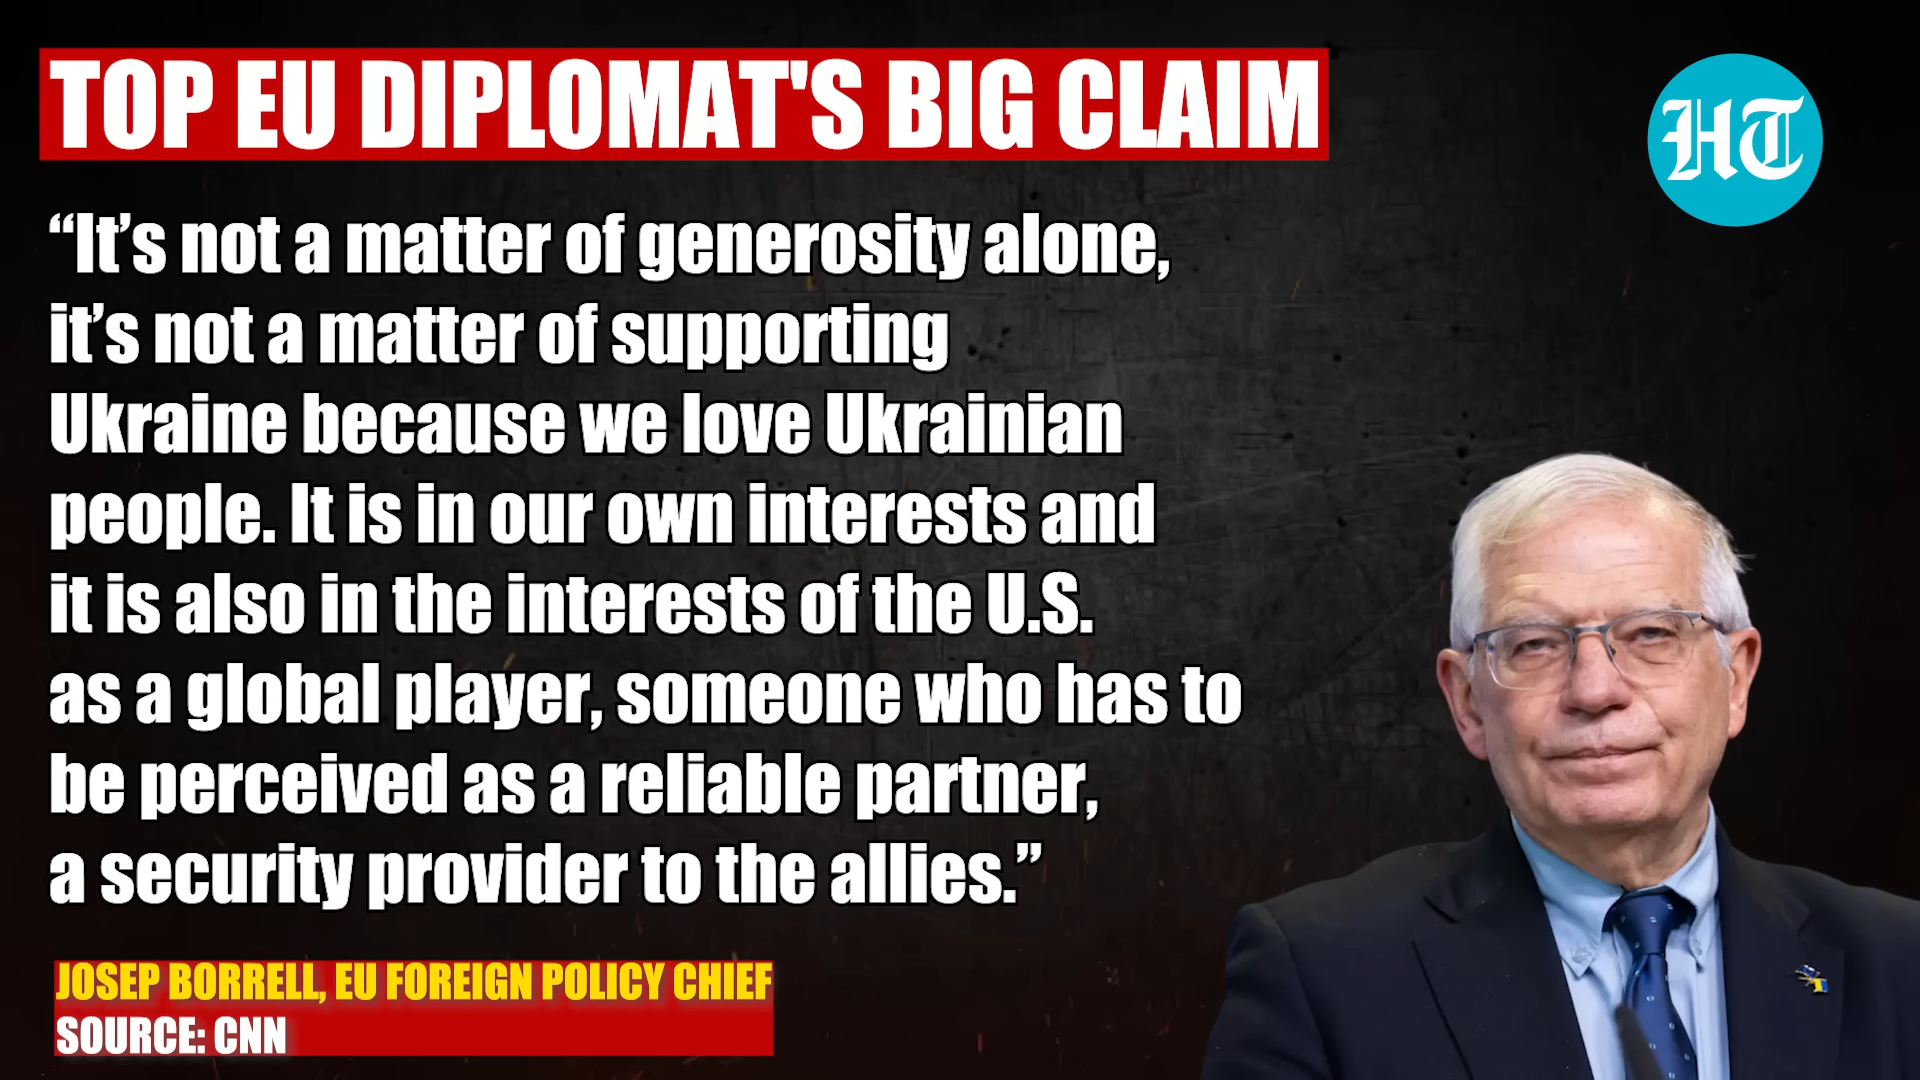 TOP EU DIPLOMAT'S BIG CLAIM
HT
“It’s not a matter of generosity alone,
it’s not a matter of supporting
Ukraine because we love Ukrainian
people. It is in our own interests and
it is also in the interests of the U.S.
as a global player, someone who has to
be perceived as a reliable partner,
a security provider to the allies.”
JOSEP BORRELL, EU FOREIGN POLICY CHIEF
SOURCE: CNN